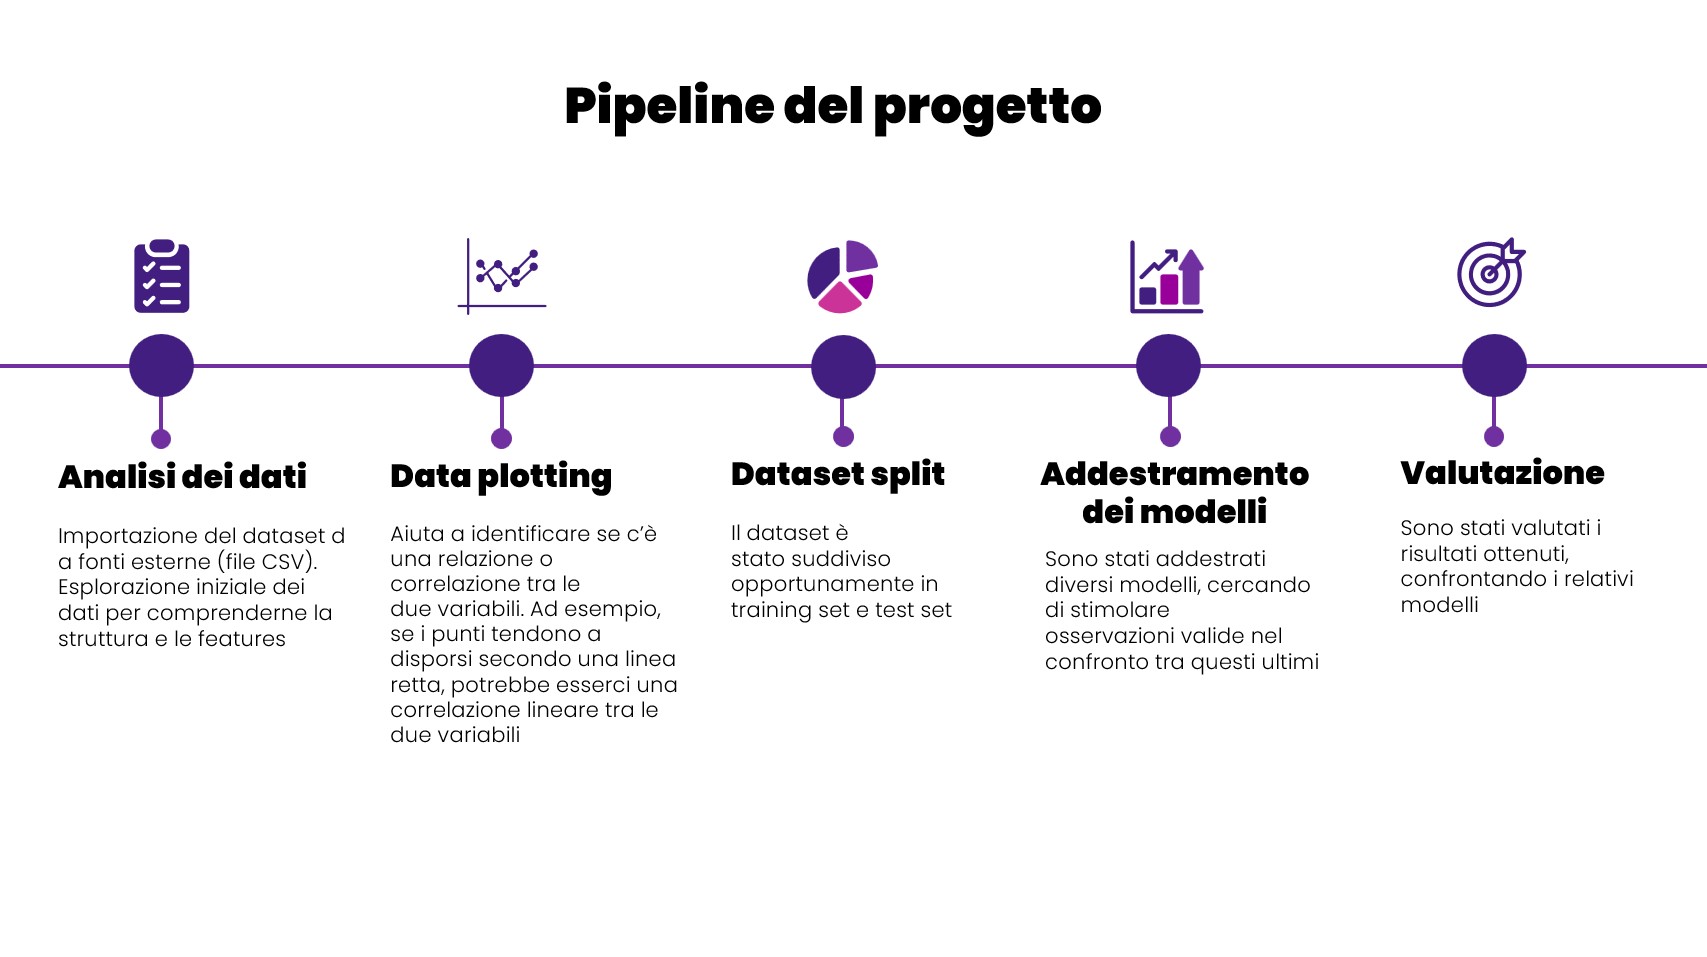 Pipeline del progetto
Analisi dei dati
Importazione del dataset d
a fonti esterne (file CSV).
Esplorazione iniziale dei
dati per comprenderne la
struttura e le features
Data plotting
Aiuta a identificare se c’è
una relazione o
correlazione tra le
due variabili. Ad esempio,
se i punti tendono a
disporsi secondo una linea
retta, potrebbe esserci una
correlazione lineare tra le
due variabili
Dataset split
Il dataset è
stato suddiviso
opportunamente in
training set e test set
Addestramento
dei modelli
Sono stati addestrati
diversi modelli, cercando
di stimolare
osservazioni valide nel
confronto tra questi ultimi
Valutazione
Sono stati valutati i
risultati ottenuti,
confrontando i relativi
modelli